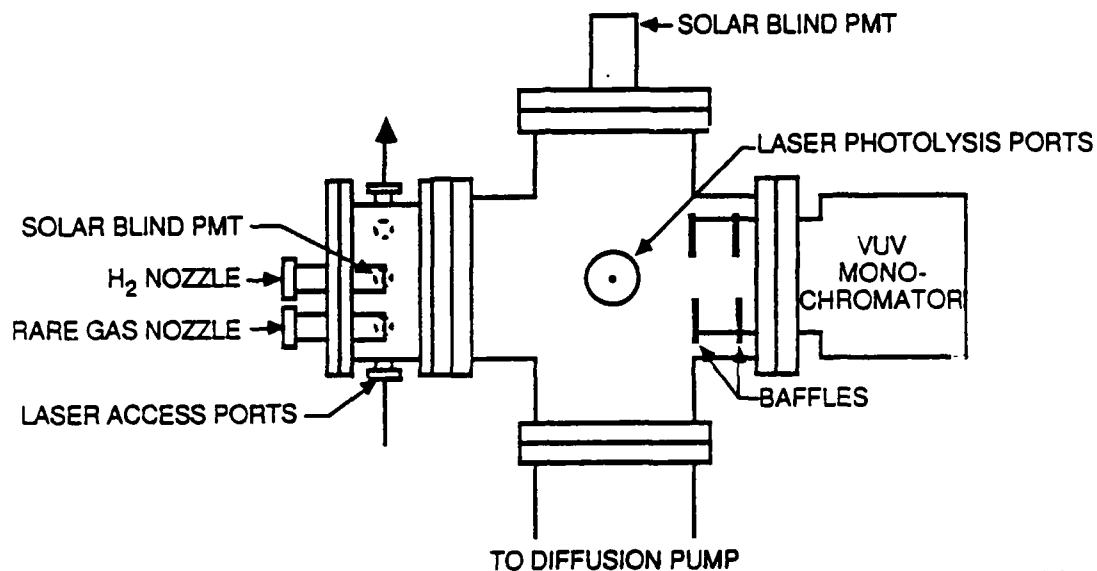 SOLAR BLIND PMT
LASER PHOTOLYSIS PORTS
SOLAR BLIND PMT
H2 NOZZLE
RARE GAS NOZZLE
LASER ACCESS PORTS
VUV
MONO-
CHROMATOR
BAFFLES
TO DIFFUSION PUMP